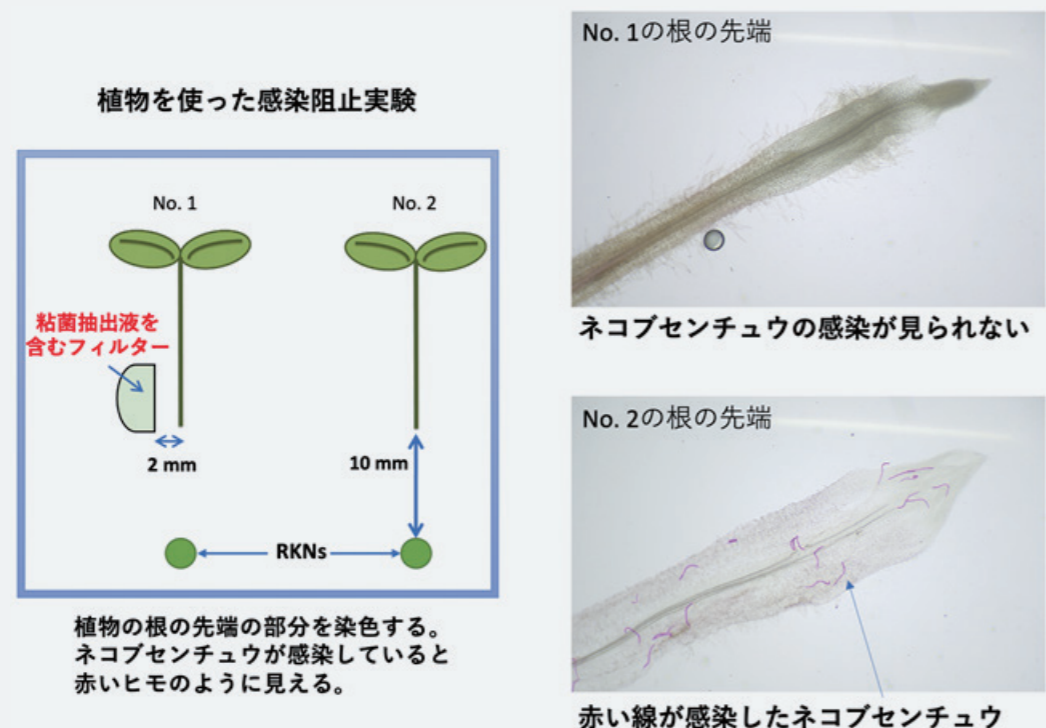 植物を使った感染阻止実験
No. 1
No. 2
粘菌抽出液を
含むフィルター
2 mm
10 mm
RKNs
植物の根の先端の部分を染色する。
ネコブセンチュウが感染していると
赤いヒモのように見える。
No. 1の根の先端
ネコブセンチュウの感染が見られない
No. 2の根の先端
赤い線が感染したネコブセンチュウ